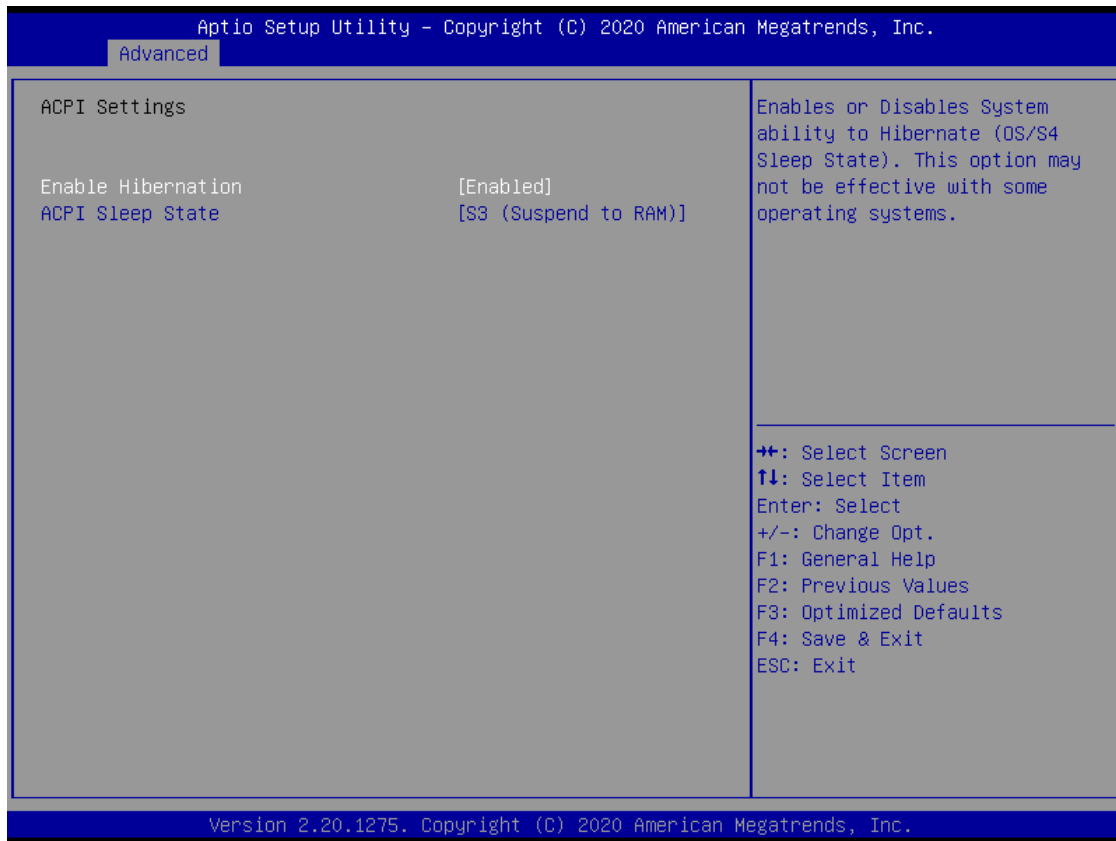 Aptio Setup Utility – Copyright (C) 2020 American Megatrends, Inc.
Advanced
ACPI Settings
Enable Hibernation [Enabled]
ACPI Sleep State [S3 (Suspend to RAM)]
Enables or Disables System
ability to Hibernate (OS/S4
Sleep State). This option may
not be effective with some
operating systems.
→←: Select Screen
↑↓: Select Item
Enter: Select
+/-: Change Opt.
F1: General Help
F2: Previous Values
F3: Optimized Defaults
F4: Save & Exit
ESC: Exit
Version 2.20.1275. Copyright (C) 2020 American Megatrends, Inc.